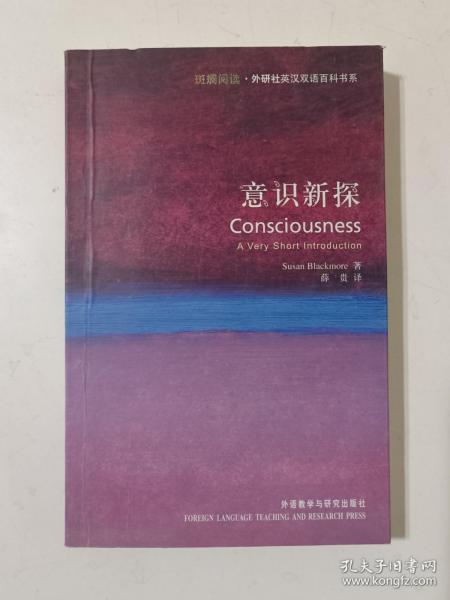 斑斓阅读·外研社英汉双语百科书系
意识新探
Consciousness
A Very Short Introduction
Susan Blackmore 著
薛 贵 译
外语教学与研究出版社
FOREIGN LANGUAGE TEACHING AND RESEARCH PRESS
孔夫子旧书网
www.kongfz.com